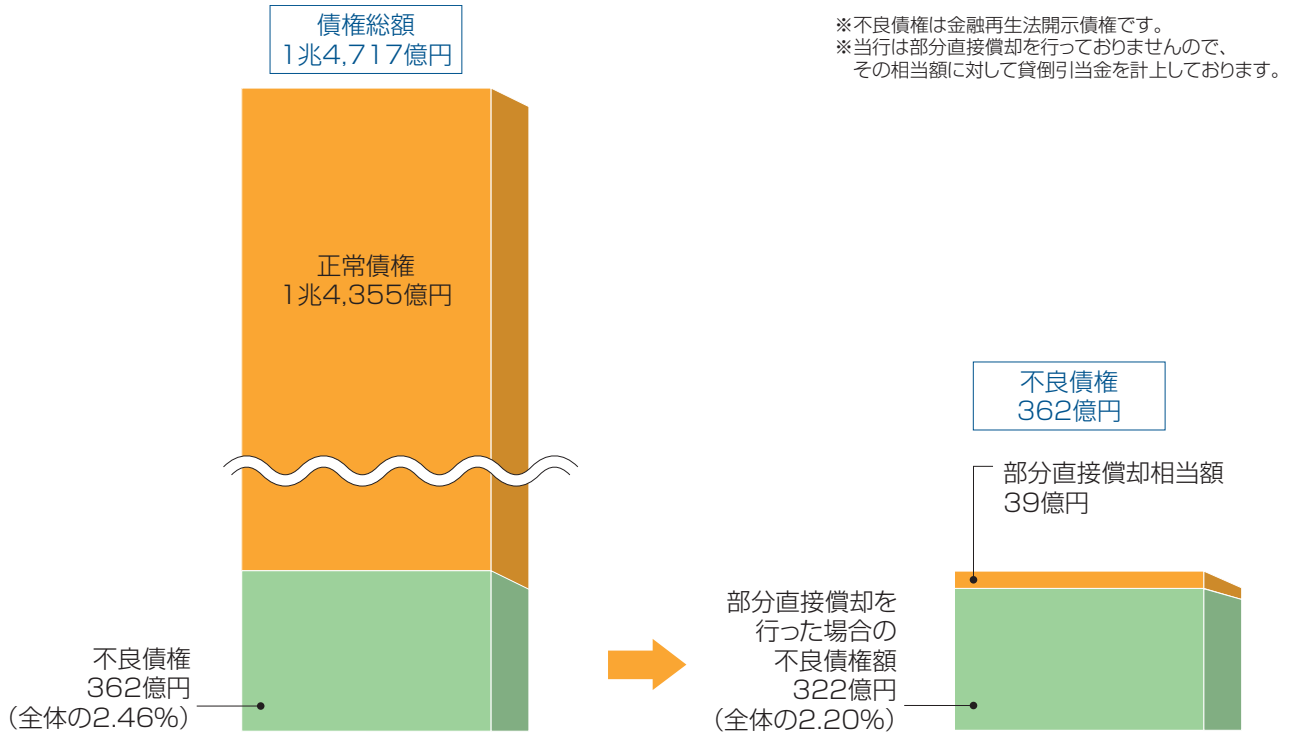 債権総額
1兆4,717億円
※不良債権は金融再生法開示債権です。
※当行は部分直接償却を行っておりませんので、
その相当額に対して貸倒引当金を計上しております。
正常債権
1兆4,355億円
不良債権
362億円
(全体の2.46%)
不良債権
362億円
部分直接償却相当額
39億円
部分直接償却を
行った場合の
不良債権額
322億円
(全体の2.20%)